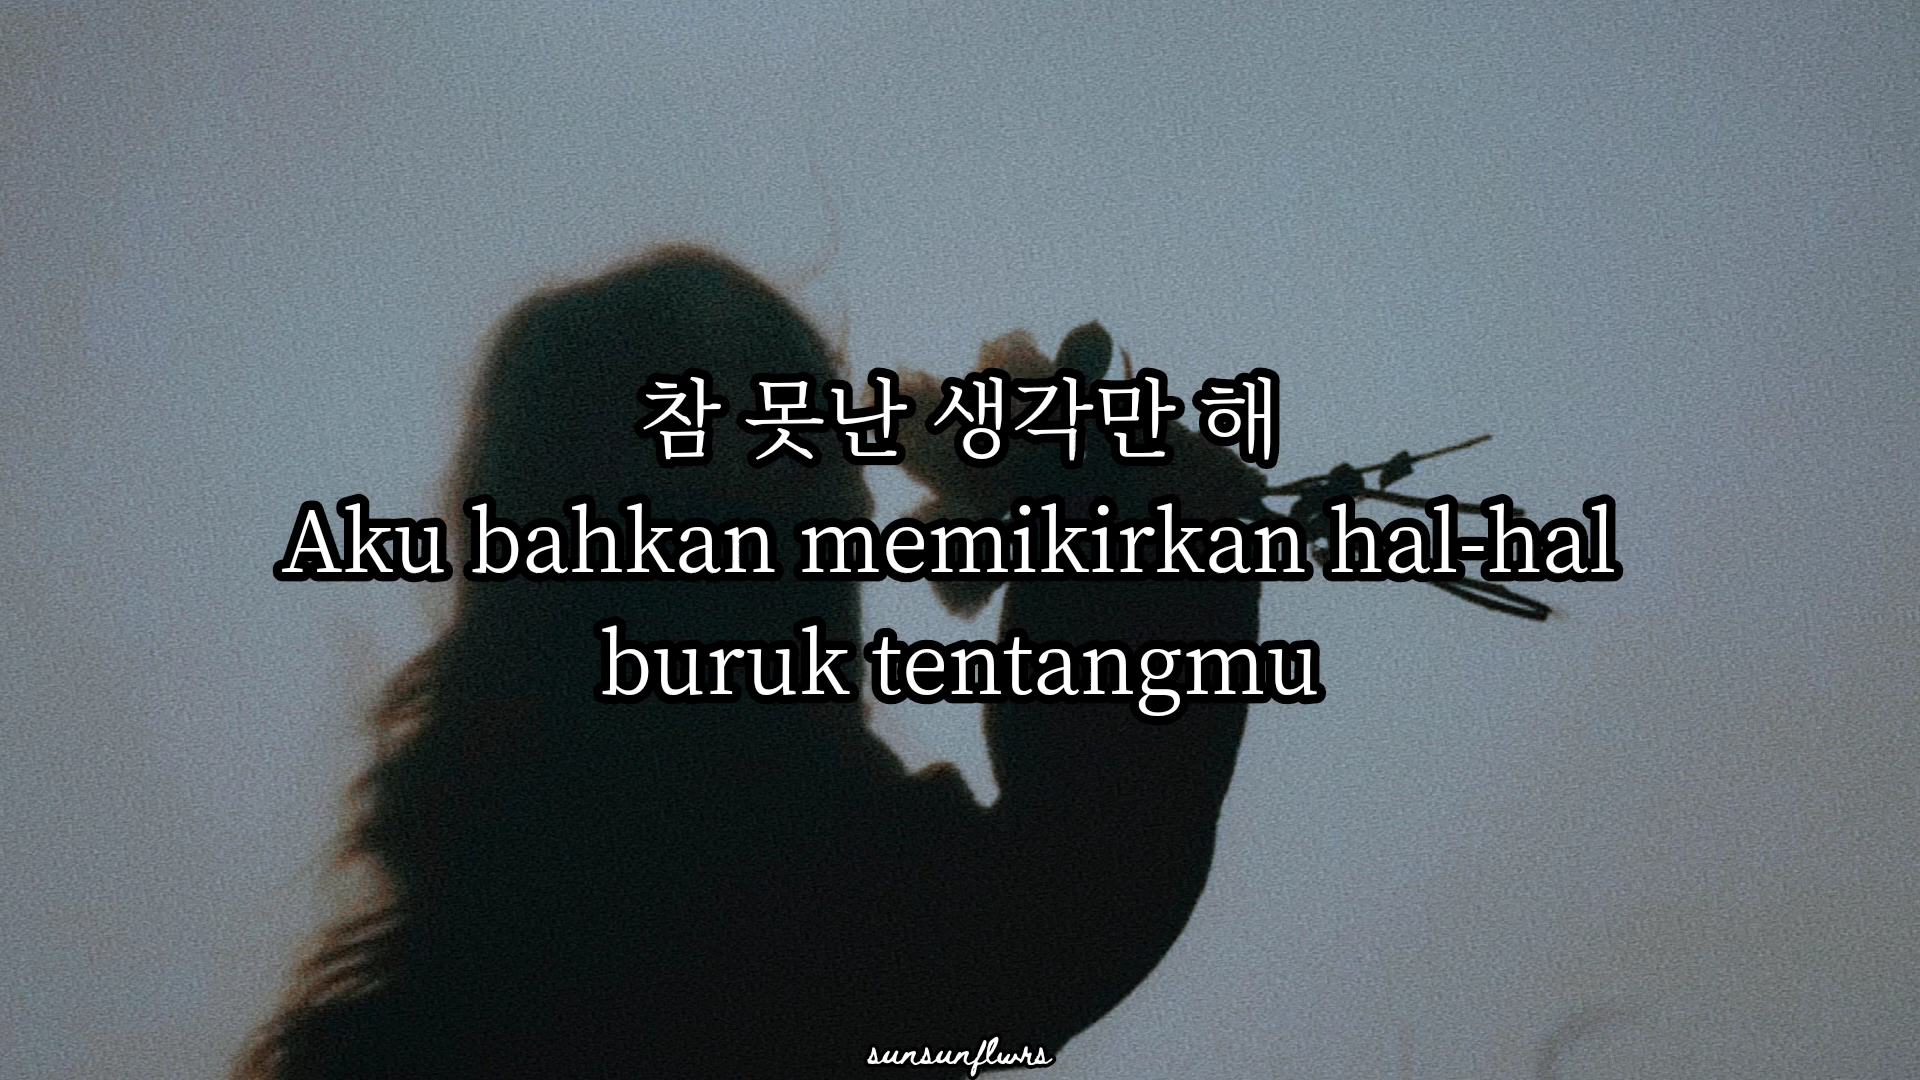 참 못난 생각만 해
Aku bahkan memikirkan hal-hal
buruk tentangmu
sunsunflwrs